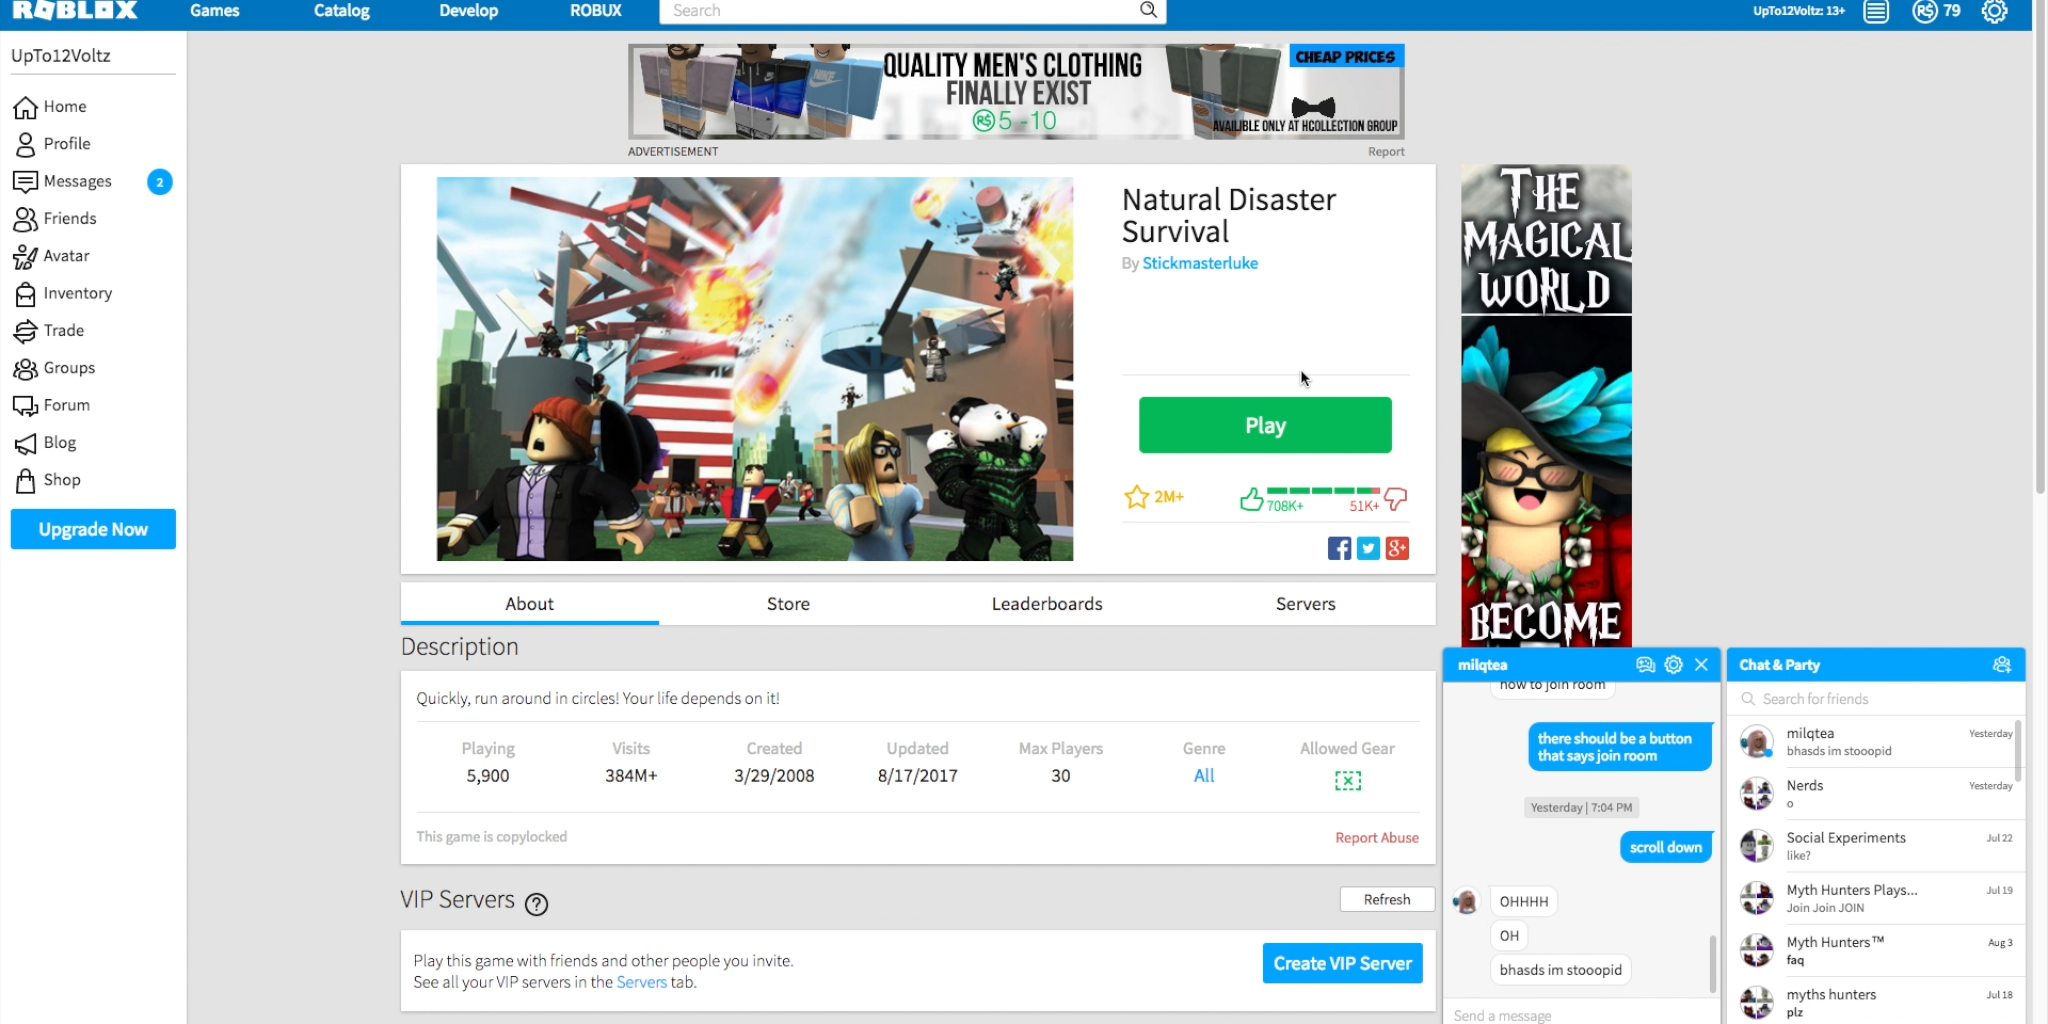 ROBLOX
Games
Catalog
Develop
ROBUX
Search
UpTo12Voltz: 13+
R$ 79
UpTo12Voltz
Home
Profile
Messages
2
Friends
Avatar
Inventory
Trade
Groups
Forum
Blog
Shop
Upgrade Now
QUALITY MEN'S CLOTHING
FINALLY EXIST
R$ 5 -10
NIKE
CHEAP PRICES
AVAILIBLE ONLY AT HCOLLECTION GROUP
ADVERTISEMENT
Report
Natural Disaster
Survival
By Stickmasterluke
Play
2M+
708K+
51K+
f
g+
THE
MAGICAL
WORLD
BECOME
About
Store
Leaderboards
Servers
Description
Quickly, run around in circles! Your life depends on it!
Playing
Visits
Created
Updated
Max Players
Genre
Allowed Gear
5,900
384M+
3/29/2008
8/17/2017
30
All
This game is copylocked
Report Abuse
VIP Servers ?
Refresh
Play this game with friends and other people you invite.
See all your VIP servers in the Servers tab.
Create VIP Server
milqtea
how to join room
there should be a button
that says join room
Yesterday | 7:04 PM
scroll down
OHHHH
OH
bhasds im stooopid
Send a message
Chat & Party
Search for friends
milqtea
Yesterday
bhasds im stooopid
Nerds
Yesterday
o
Social Experiments
Jul 22
like?
Myth Hunters Plays...
Jul 19
Join Join JOIN
Myth Hunters™
Aug 3
faq
myths hunters
Jul 18
plz